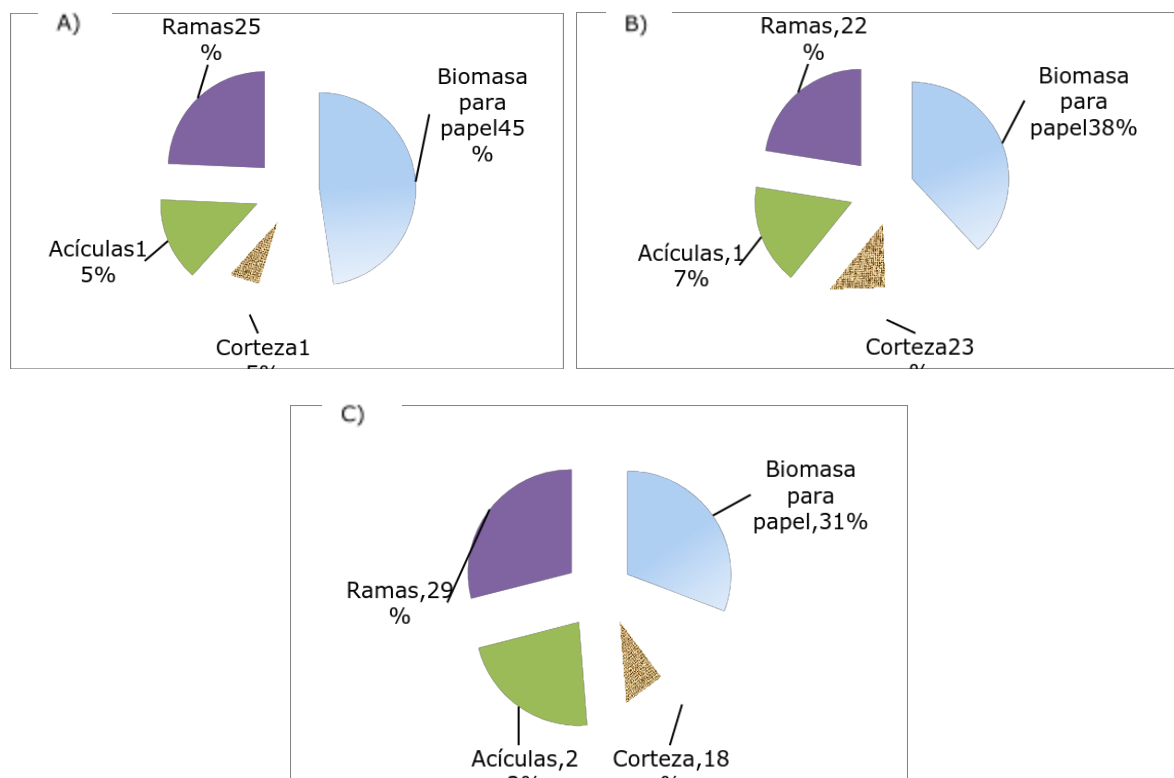 A)
Ramas25
%
Biomasa
para
papel45
%
Acículas1
5%
Corteza1
B)
Ramas,22
%
Biomasa
para
papel38%
Acículas,1
7%
Corteza23
%
C)
Biomasa
para
papel,31%
Ramas,29
%
Acículas,2
Corteza,18
%